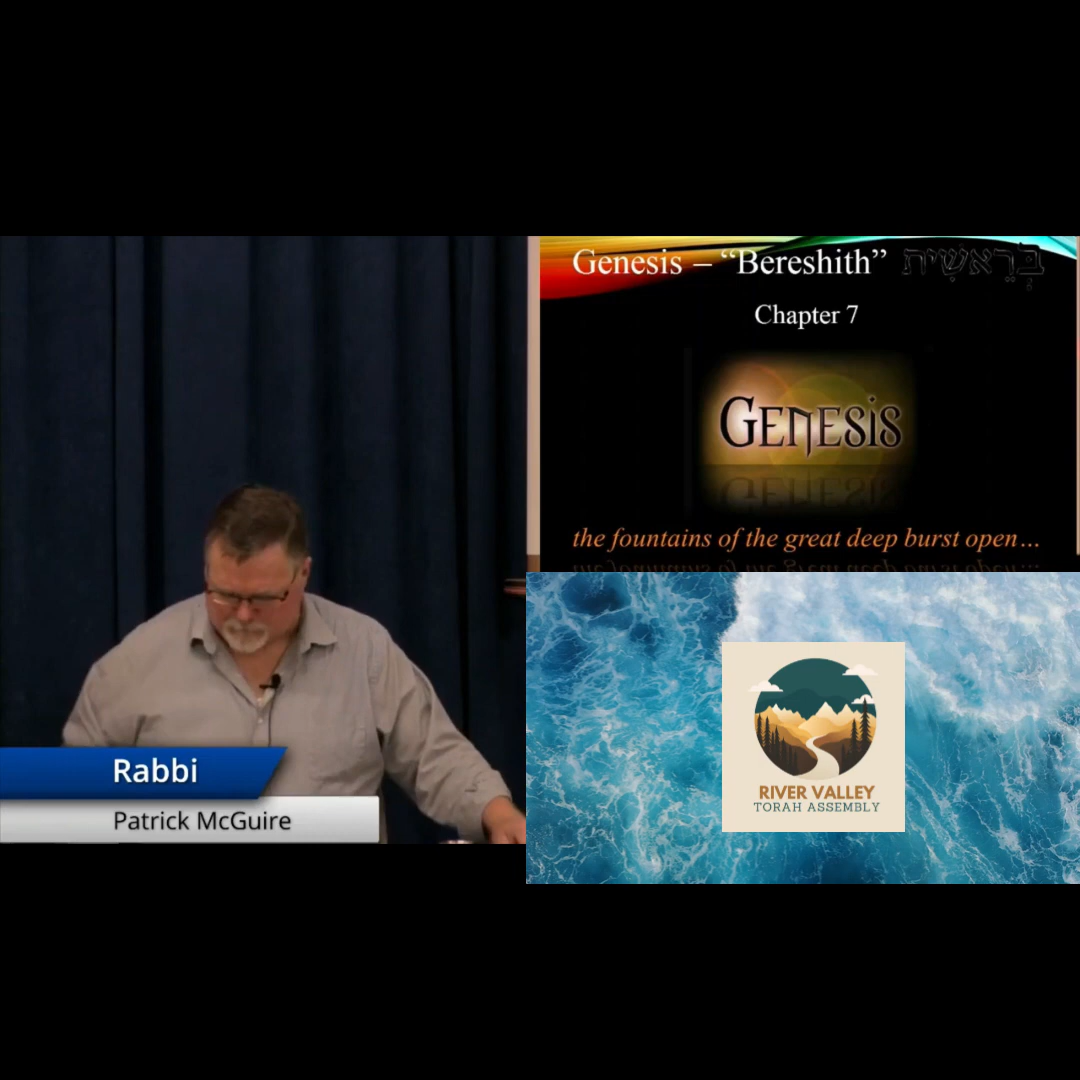 Genesis – “Bereshith” בְּרֵאשִׁית
Chapter 7
GENESIS
the fountains of the great deep burst open…
Rabbi
Patrick McGuire
RIVER VALLEY
TORAH ASSEMBLY